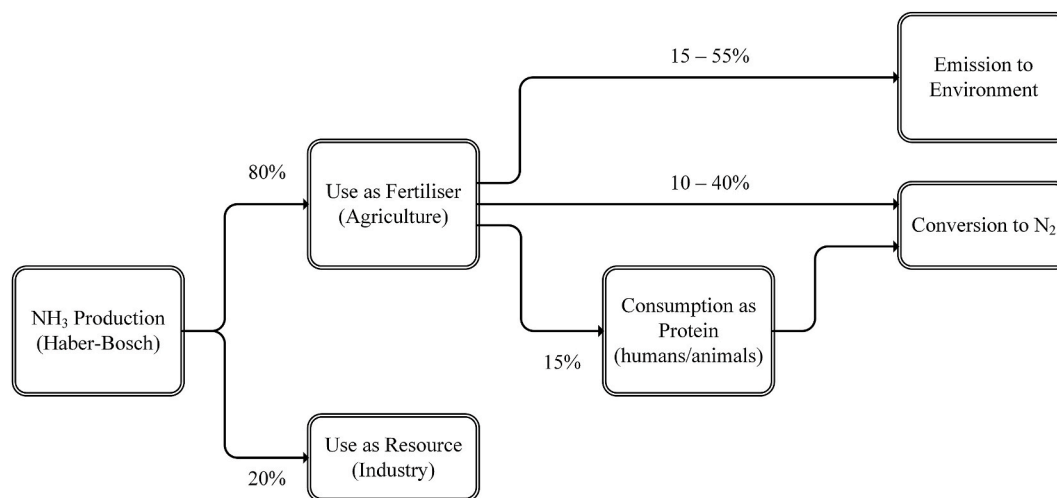 15 – 55%
Emission to
Environment
80%
Use as Fertiliser
(Agriculture)
10 – 40%
Conversion to N₂
NH₃ Production
(Haber-Bosch)
Consumption as
Protein
(humans/animals)
15%
Use as Resource
(Industry)
20%